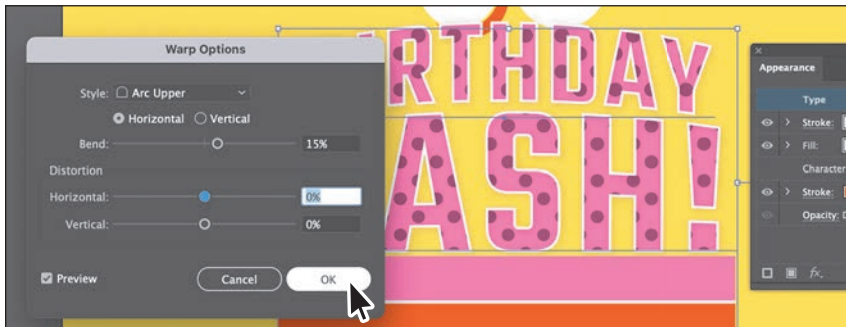 Warp Options
Style: Arc Upper
Horizontal Vertical
Bend: 15%
Distortion
Horizontal: 0%
Vertical: 0%
Preview Cancel OK
RTHDAY
ASH!
Appearance
Type
Stroke:
Fill:
Character
Stroke:
Opacity: D
fx.